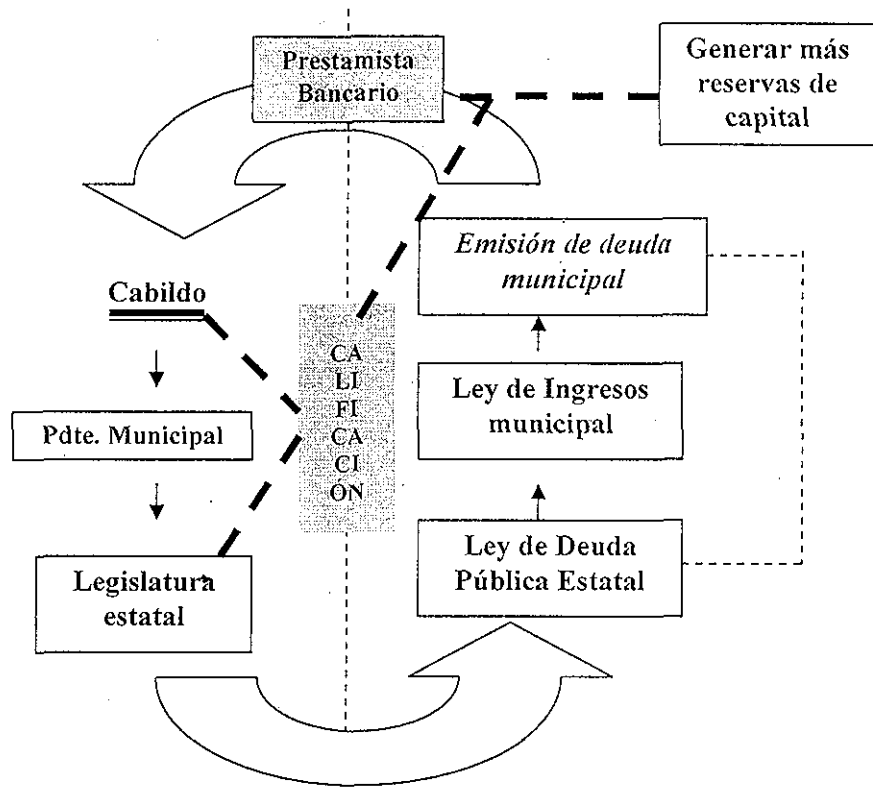 Prestamista
Bancario
Generar más
reservas de
capital
Emisión de deuda
municipal
Cabildo
CA
LI
FI
CA
CI
ÓN
Ley de Ingresos
municipal
Pdte. Municipal
Ley de Deuda
Pública Estatal
Legislatura
estatal